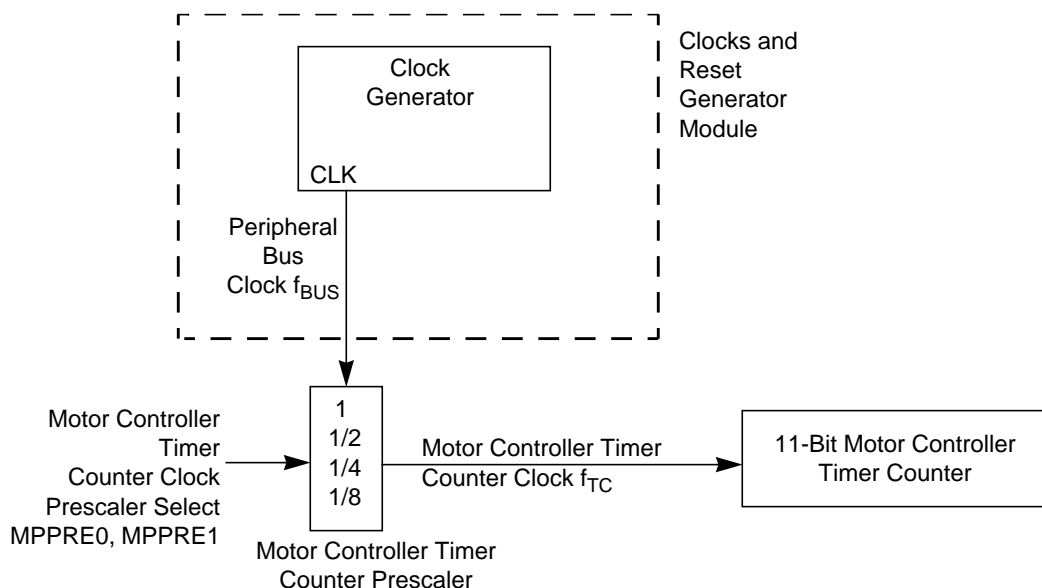 Clocks and
Reset
Generator
Module
Clock
Generator
CLK
Peripheral
Bus
Clock fBUS
Motor Controller
Timer
Counter Clock
Prescaler Select
MPPRE0, MPPRE1
1
1/2
1/4
1/8
Motor Controller Timer
Counter Prescaler
Motor Controller Timer
Counter Clock fTC
11-Bit Motor Controller
Timer Counter